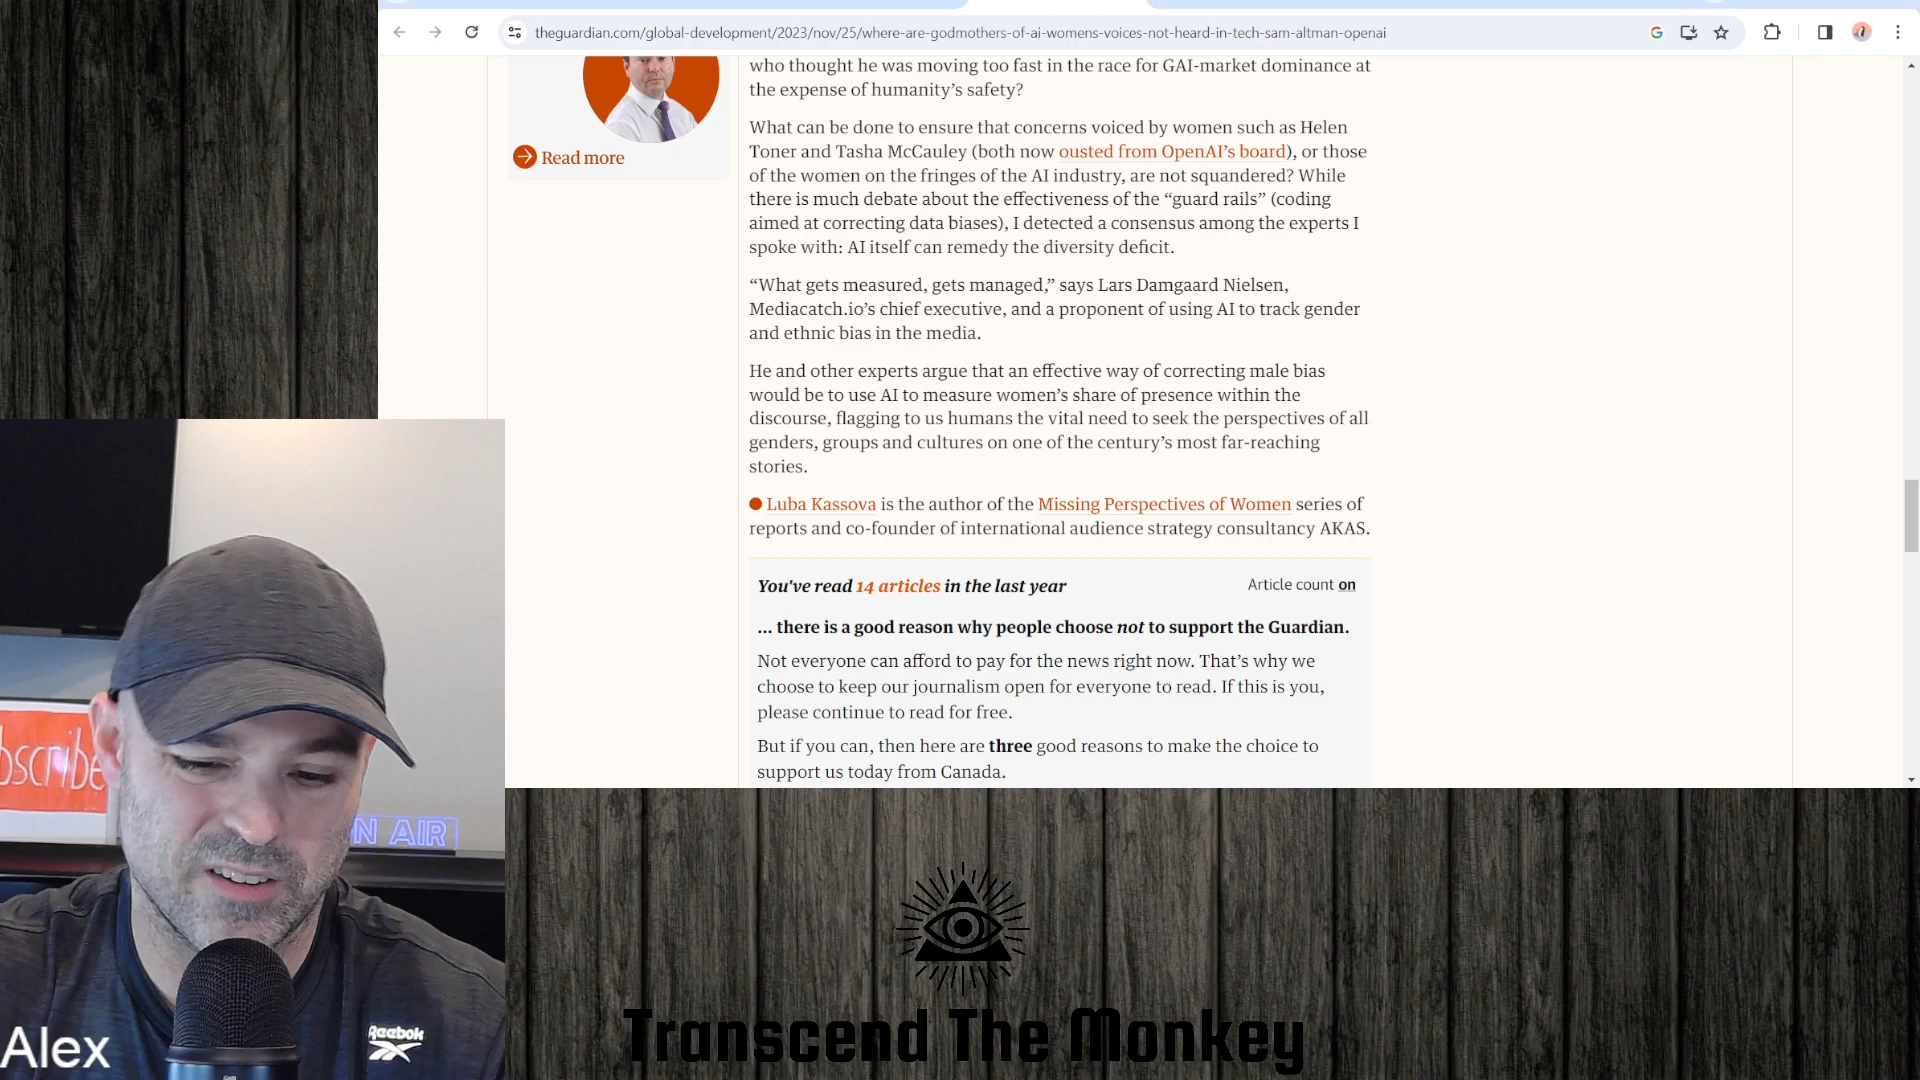 theguardian.com/global-development/2023/nov/25/where-are-godmothers-of-ai-womens-voices-not-heard-in-tech-sam-altman-openai
Read more
who thought he was moving too fast in the race for GAI-market dominance at
the expense of humanity’s safety?
What can be done to ensure that concerns voiced by women such as Helen
Toner and Tasha McCauley (both now ousted from OpenAI’s board), or those
of the women on the fringes of the AI industry, are not squandered? While
there is much debate about the effectiveness of the “guard rails” (coding
aimed at correcting data biases), I detected a consensus among the experts I
spoke with: AI itself can remedy the diversity deficit.
“What gets measured, gets managed,” says Lars Damgaard Nielsen,
Mediacatch.io’s chief executive, and a proponent of using AI to track gender
and ethnic bias in the media.
He and other experts argue that an effective way of correcting male bias
would be to use AI to measure women’s share of presence within the
discourse, flagging to us humans the vital need to seek the perspectives of all
genders, groups and cultures on one of the century’s most far-reaching
stories.
Luba Kassova is the author of the Missing Perspectives of Women series of
reports and co-founder of international audience strategy consultancy AKAS.
You've read 14 articles in the last year
Article count on
... there is a good reason why people choose not to support the Guardian.
Not everyone can afford to pay for the news right now. That’s why we
choose to keep our journalism open for everyone to read. If this is you,
please continue to read for free.
But if you can, then here are three good reasons to make the choice to
support us today from Canada.
bscribe
N AIR
Reebok
Alex
Transcend The Monkey